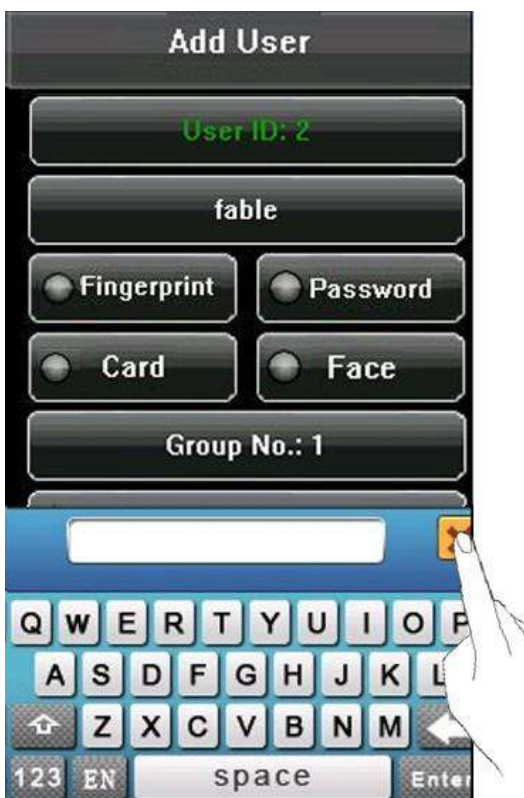 Add User
User ID: 2
fable
Fingerprint Password
Card Face
Group No.: 1
Q W E R T Y U I O P
A S D F G H J K L
Z X C V B N M
123 EN space Enter